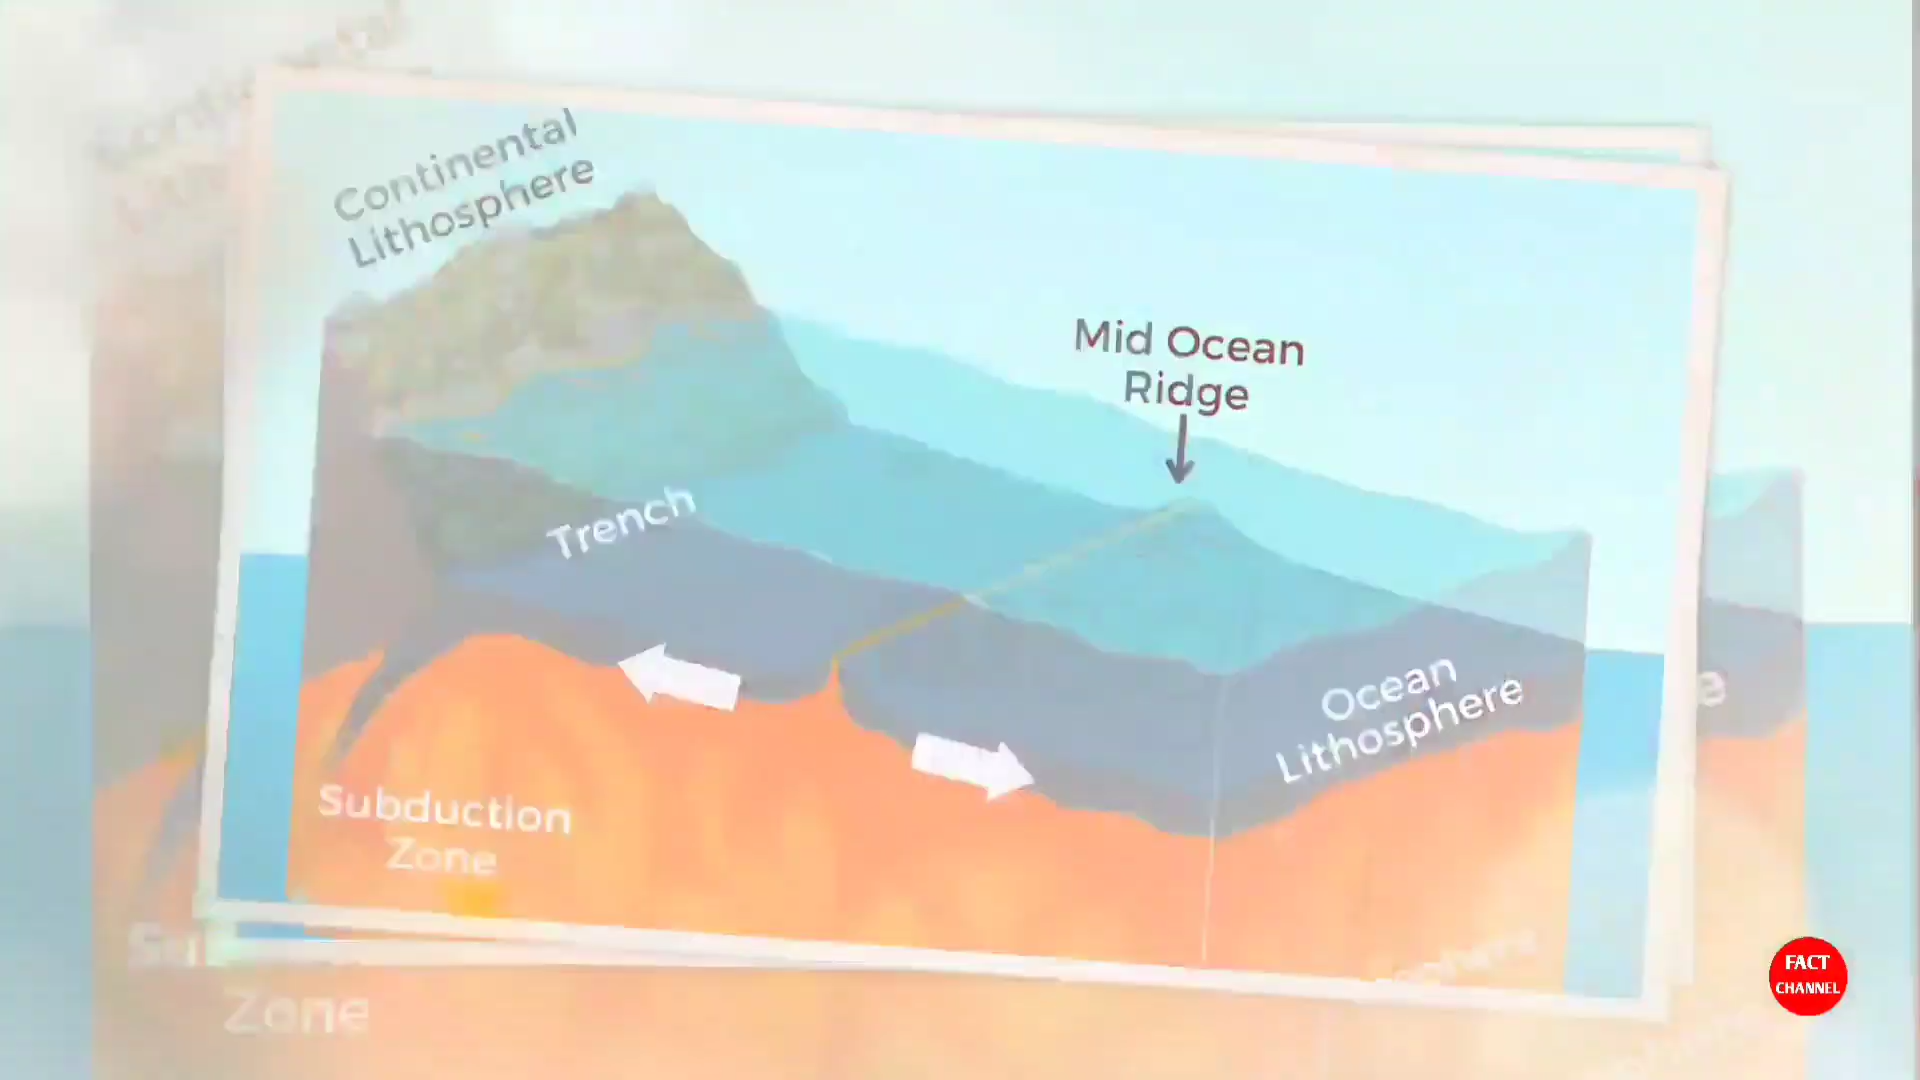 Continental
Lithosphere
Mid Ocean
Ridge
Trench
Ocean
Lithosphere
Subduction
Zone
Zone
FACT
CHANNEL